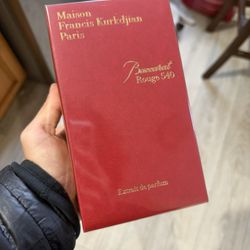 Maison
Francis Kurkdjian
Paris
Baccarat
Rouge 540
Extrait de parfum